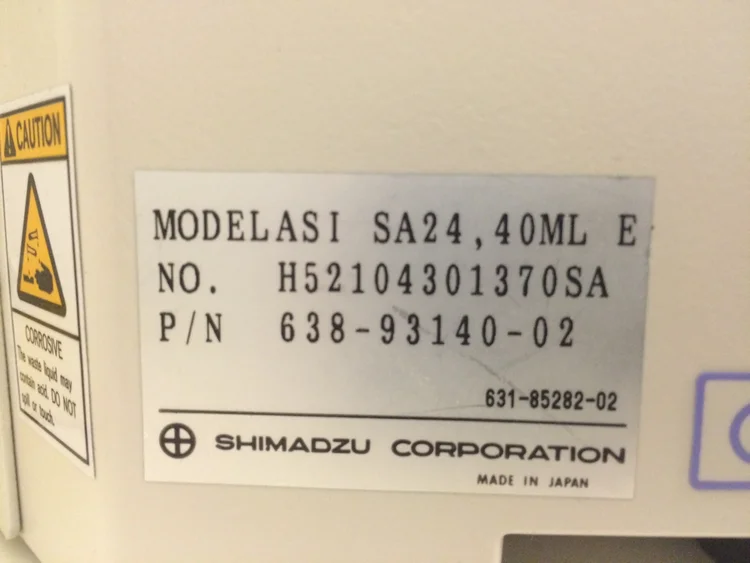 CAUTION
CORROSIVE
The waste liquid may
contain acid. DO NOT
spill or touch.
MODELASI SA24,40ML E
NO. H52104301370SA
P/N 638-93140-02
631-85282-02
SHIMADZU CORPORATION
MADE IN JAPAN